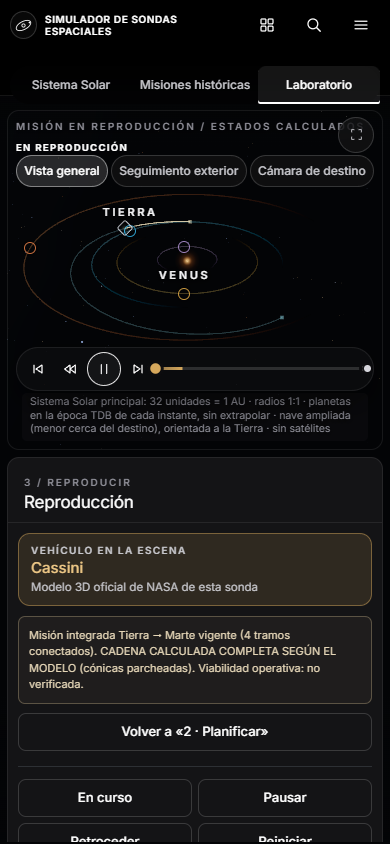 SIMULADOR DE SONDAS
ESPACIALES
Sistema Solar
Misiones históricas
Laboratorio
MISIÓN EN REPRODUCCIÓN / ESTADOS CALCULADOS
EN REPRODUCCIÓN
Vista general
Seguimiento exterior
Cámara de destino
TIERRA
VENUS
Sistema Solar principal: 32 unidades = 1 AU · radios 1:1 · planetas
en la época TDB de cada instante, sin extrapolar · nave ampliada
(menor cerca del destino), orientada a la Tierra · sin satélites
3 / REPRODUCIR
Reproducción
VEHÍCULO EN LA ESCENA
Cassini
Modelo 3D oficial de NASA de esta sonda
Misión integrada Tierra → Marte vigente (4 tramos
conectados). CADENA CALCULADA COMPLETA SEGÚN EL
MODELO (cónicas parcheadas). Viabilidad operativa: no
verificada.
Volver a «2 · Planificar»
En curso
Pausar
Retroceder
Reiniciar